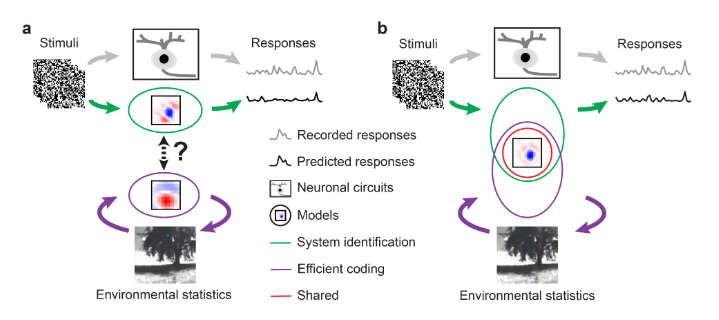 a
Stimuli
Responses
?
Environmental statistics
Recorded responses
Predicted responses
Neuronal circuits
Models
System identification
Efficient coding
Shared
b
Stimuli
Responses
Environmental statistics